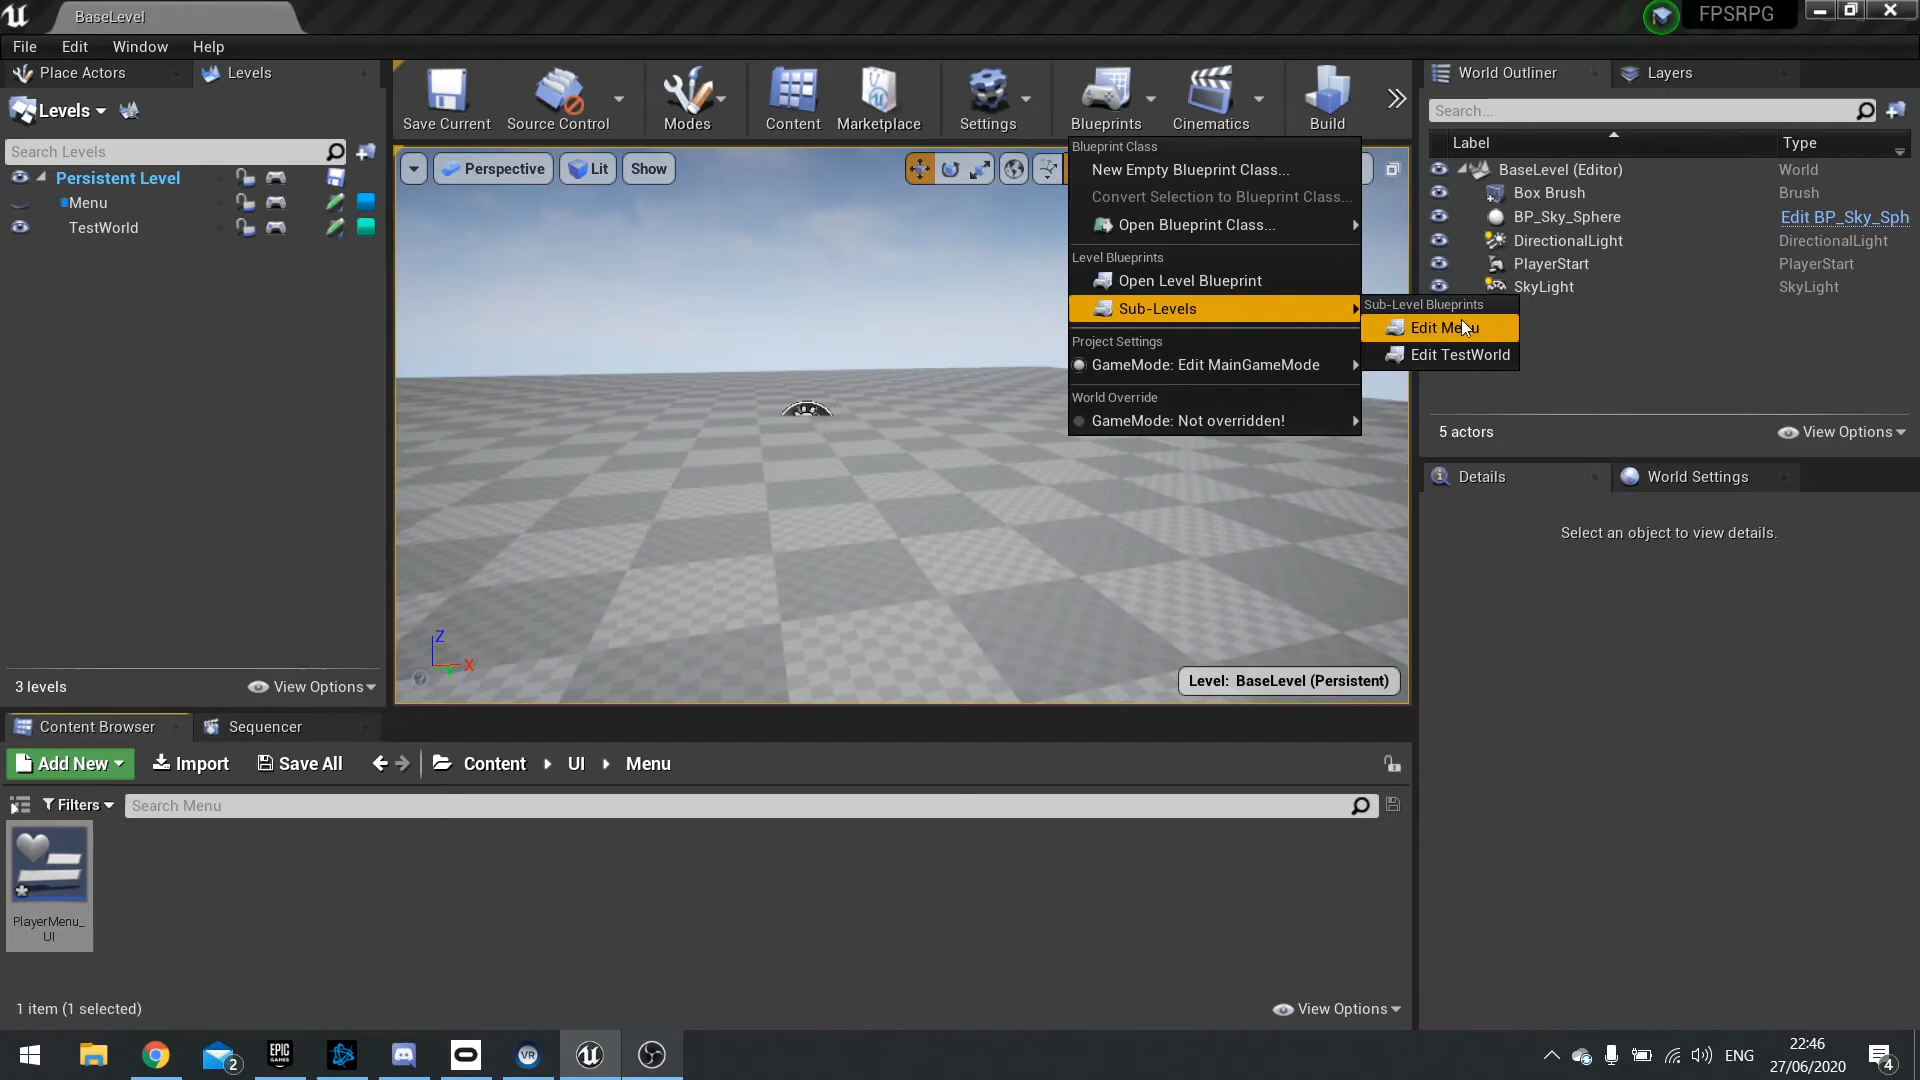 BaseLevel
FPSRPG
File Edit Window Help
Place Actors
Levels
Levels
Search Levels
Persistent Level
Menu
TestWorld
3 levels
View Options
Save Current
Source Control
Modes
Content
Marketplace
Settings
Blueprints
Cinematics
Build
Perspective
Lit
Show
Blueprint Class
New Empty Blueprint Class...
Convert Selection to Blueprint Class...
Open Blueprint Class...
Level Blueprints
Open Level Blueprint
Sub-Levels
Project Settings
GameMode: Edit MainGameMode
World Override
GameMode: Not overridden!
Sub-Level Blueprints
Edit Menu
Edit TestWorld
Z
X
Level: BaseLevel (Persistent)
World Outliner
Layers
Search...
Label Type
BaseLevel (Editor) World
Box Brush Brush
BP_Sky_Sphere Edit BP_Sky_Sph
DirectionalLight DirectionalLight
PlayerStart PlayerStart
SkyLight SkyLight
5 actors
View Options
Details
World Settings
Select an object to view details.
Content Browser
Sequencer
Add New
Import
Save All
Content UI Menu
Filters
Search Menu
PlayerMenu_
UI
1 item (1 selected)
View Options
2
EPIC
GAMES
VR
ENG
22:46
27/06/2020
4